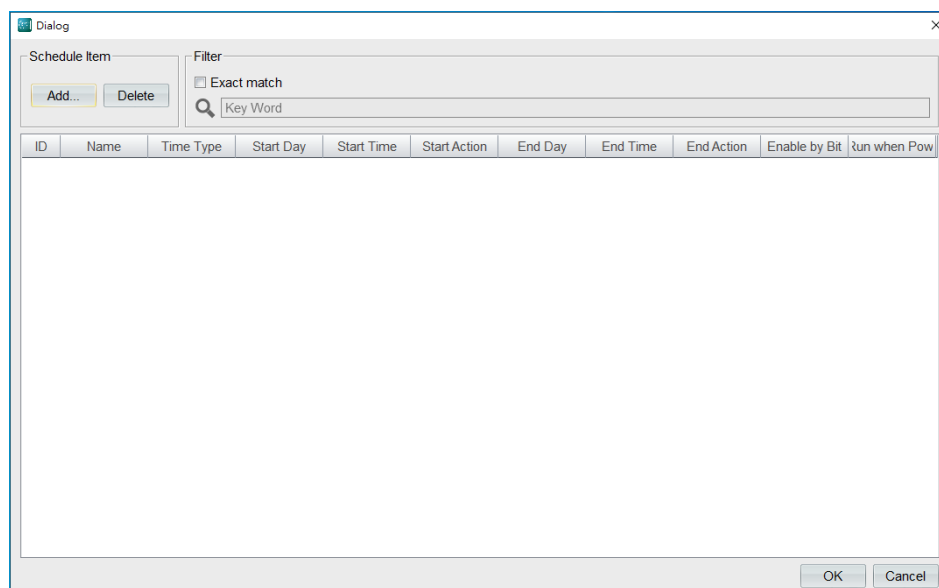 Dialog
Schedule Item
Filter
Add...
Delete
Exact match
Key Word
ID Name Time Type Start Day Start Time Start Action End Day End Time End Action Enable by Bit Run when Pow
OK Cancel